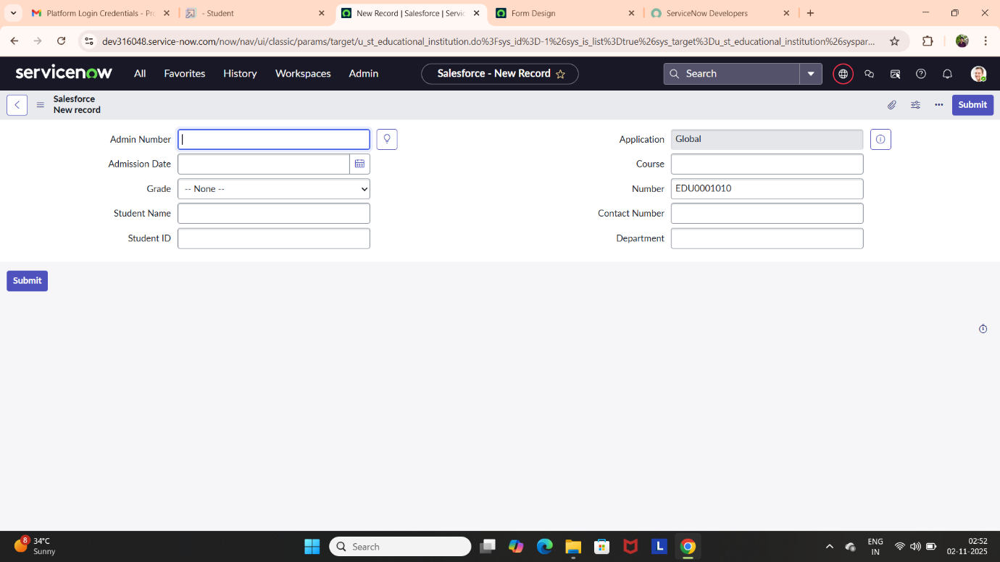 Platform Login Credentials - Pro
- Student
New Record | Salesforce | Servic
Form Design
ServiceNow Developers
dev316048.service-now.com/now/nav/ui/classic/params/target/u_st_educational_institution.do%3Fsys_id%3D-1%26sys_is_list%3Dtrue%26sys_target%3Du_st_educational_institution%26syspar...
servicenow
All
Favorites
History
Workspaces
Admin
Salesforce - New Record
Search
Salesforce
New record
Submit
Admin Number
Application
Global
Admission Date
Course
Grade
-- None --
Number
EDU0001010
Student Name
Contact Number
Student ID
Department
Submit
8
34°C
Sunny
Search
L
ENG
IN
02:52
02-11-2025